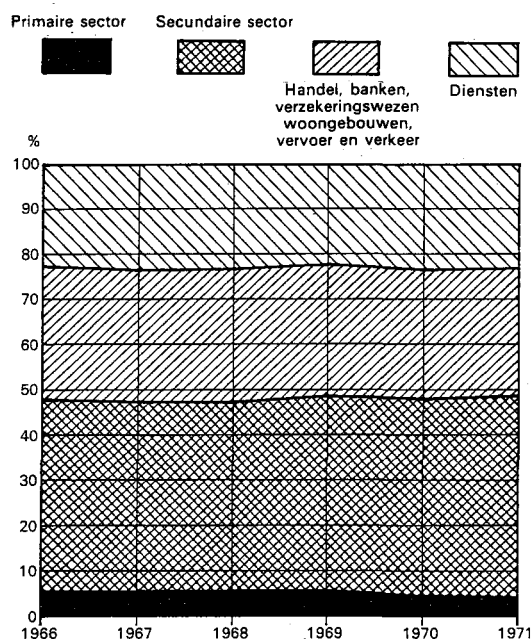 Primaire sector
Secundaire sector
Handel, banken,
verzekeringswezen
woongebouwen,
vervoer en verkeer
Diensten
%
100
90
80
70
60
50
40
30
20
10
0
1966
1967
1968
1969
1970
1971